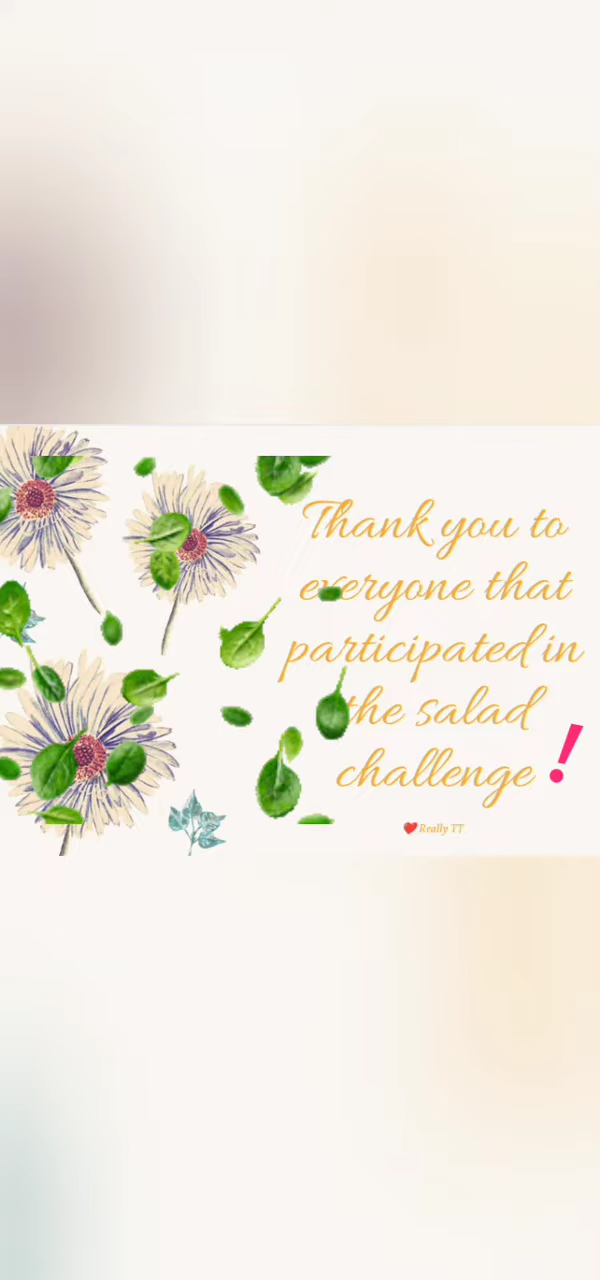 Thank you to
everyone that
participated in
the salad
challenge !
❤️ Really TT